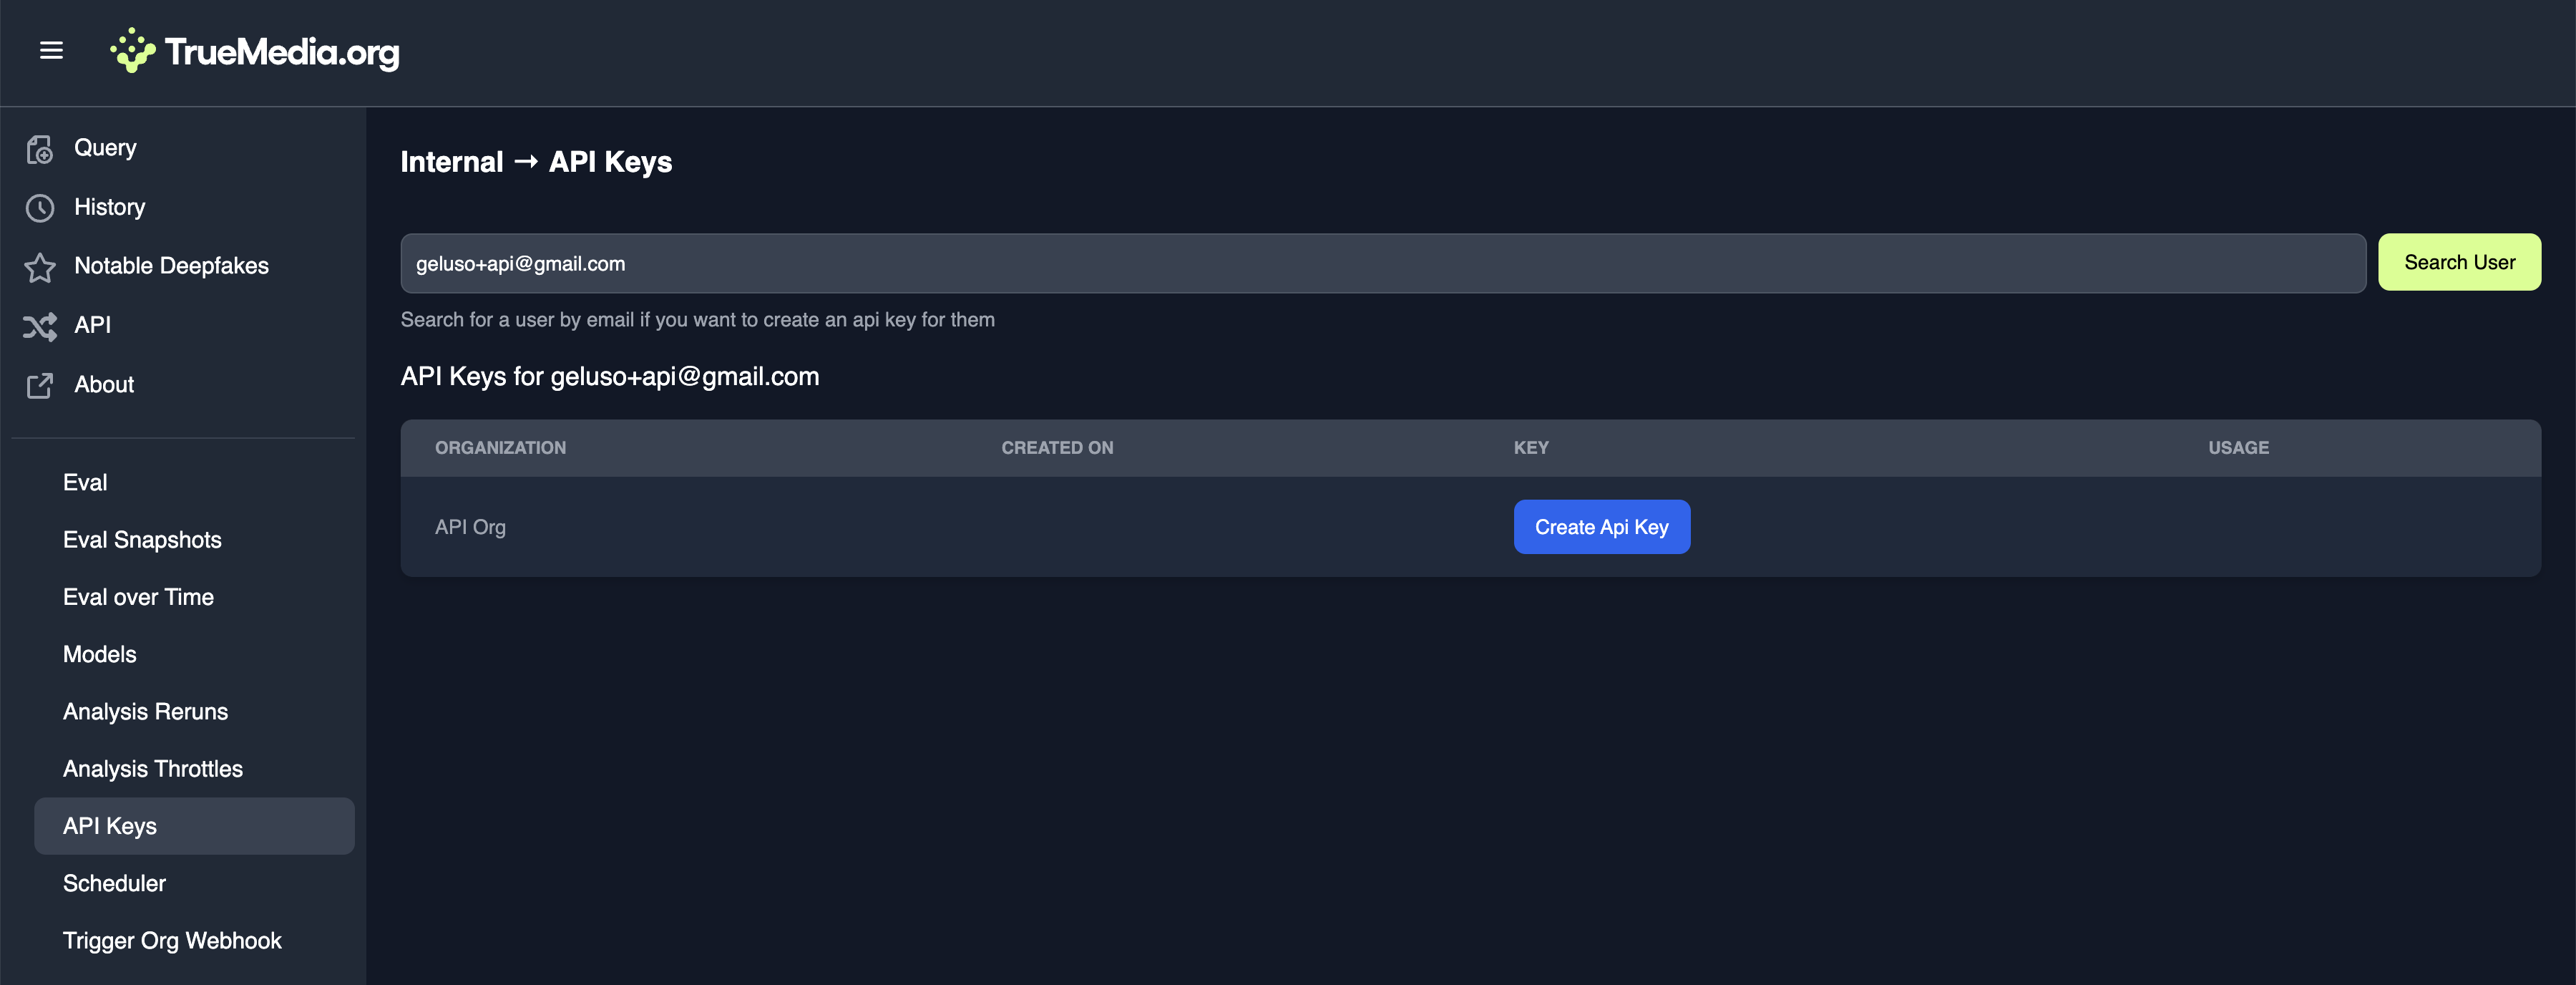 TrueMedia.org
Query
History
Notable Deepfakes
API
About
Eval
Eval Snapshots
Eval over Time
Models
Analysis Reruns
Analysis Throttles
API Keys
Scheduler
Trigger Org Webhook
Internal → API Keys
geluso+api@gmail.com
Search User
Search for a user by email if you want to create an api key for them
API Keys for geluso+api@gmail.com
ORGANIZATION CREATED ON KEY USAGE
API Org Create Api Key